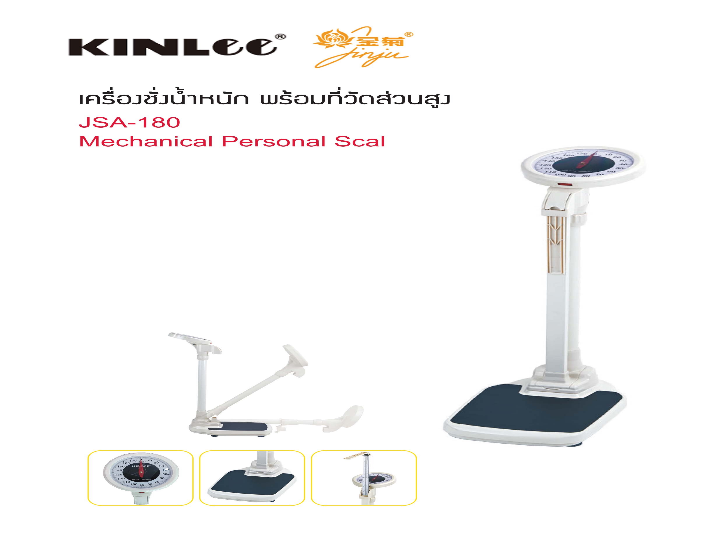 KINLEE® 金菊® Jinju
เครื่องชั่งน้ำหนัก พร้อมที่วัดส่วนสูง
JSA-180
Mechanical Personal Scal